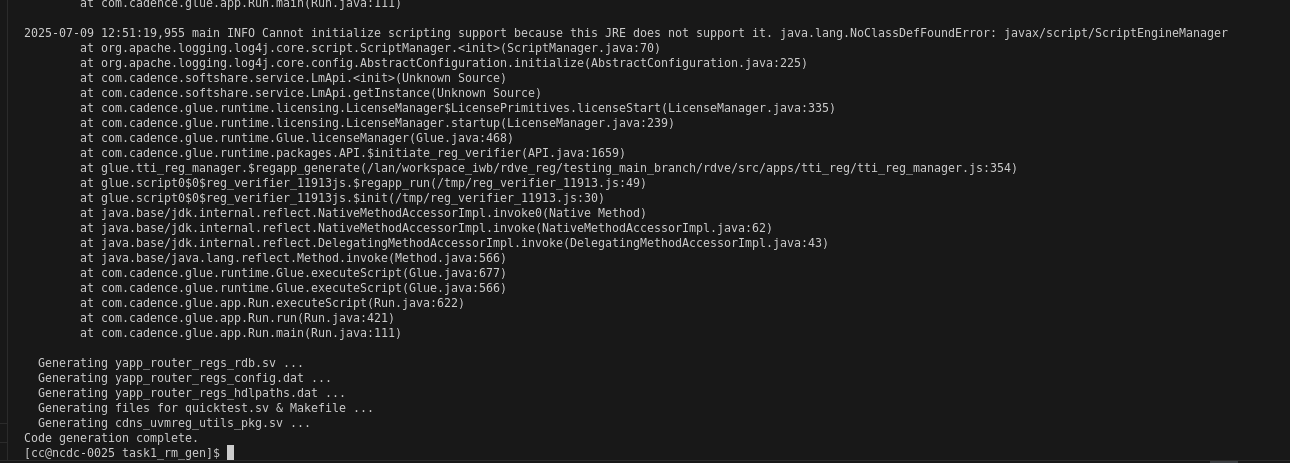 at com.cadence.glue.app.Run.main(Run.java:111)
2025-07-09 12:51:19,955 main INFO Cannot initialize scripting support because this JRE does not support it. java.lang.NoClassDefFoundError: javax/script/ScriptEngineManager
at org.apache.logging.log4j.core.script.ScriptManager.<init>(ScriptManager.java:70)
at org.apache.logging.log4j.core.config.AbstractConfiguration.initialize(AbstractConfiguration.java:225)
at com.cadence.softshare.service.LmApi.<init>(Unknown Source)
at com.cadence.softshare.service.LmApi.getInstance(Unknown Source)
at com.cadence.glue.runtime.licensing.LicenseManager$LicensePrimitives.licenseStart(LicenseManager.java:335)
at com.cadence.glue.runtime.licensing.LicenseManager.startup(LicenseManager.java:239)
at com.cadence.glue.runtime.Glue.licenseManager(Glue.java:468)
at com.cadence.glue.runtime.packages.API.$initiate_reg_verifier(API.java:1659)
at glue.tti_reg_manager.$regapp_generate(/lan/workspace_iwb/rdve_reg/testing_main_branch/rdve/src/apps/tti_reg/tti_reg_manager.js:354)
at glue.script0$0$reg_verifier_11913js.$regapp_run(/tmp/reg_verifier_11913.js:49)
at glue.script0$0$reg_verifier_11913js.$init(/tmp/reg_verifier_11913.js:30)
at java.base/jdk.internal.reflect.NativeMethodAccessorImpl.invoke0(Native Method)
at java.base/jdk.internal.reflect.NativeMethodAccessorImpl.invoke(NativeMethodAccessorImpl.java:62)
at java.base/jdk.internal.reflect.DelegatingMethodAccessorImpl.invoke(DelegatingMethodAccessorImpl.java:43)
at java.base/java.lang.reflect.Method.invoke(Method.java:566)
at com.cadence.glue.runtime.Glue.executeScript(Glue.java:677)
at com.cadence.glue.runtime.Glue.executeScript(Glue.java:566)
at com.cadence.glue.app.Run.executeScript(Run.java:622)
at com.cadence.glue.app.Run.run(Run.java:421)
at com.cadence.glue.app.Run.main(Run.java:111)
Generating yapp_router_regs_rdb.sv ...
Generating yapp_router_regs_config.dat ...
Generating yapp_router_regs_hdlpaths.dat ...
Generating files for quicktest.sv & Makefile ...
Generating cdns_uvmreg_utils_pkg.sv ...
Code generation complete.
[cc@ncdc-0025 task1_rm_gen]$